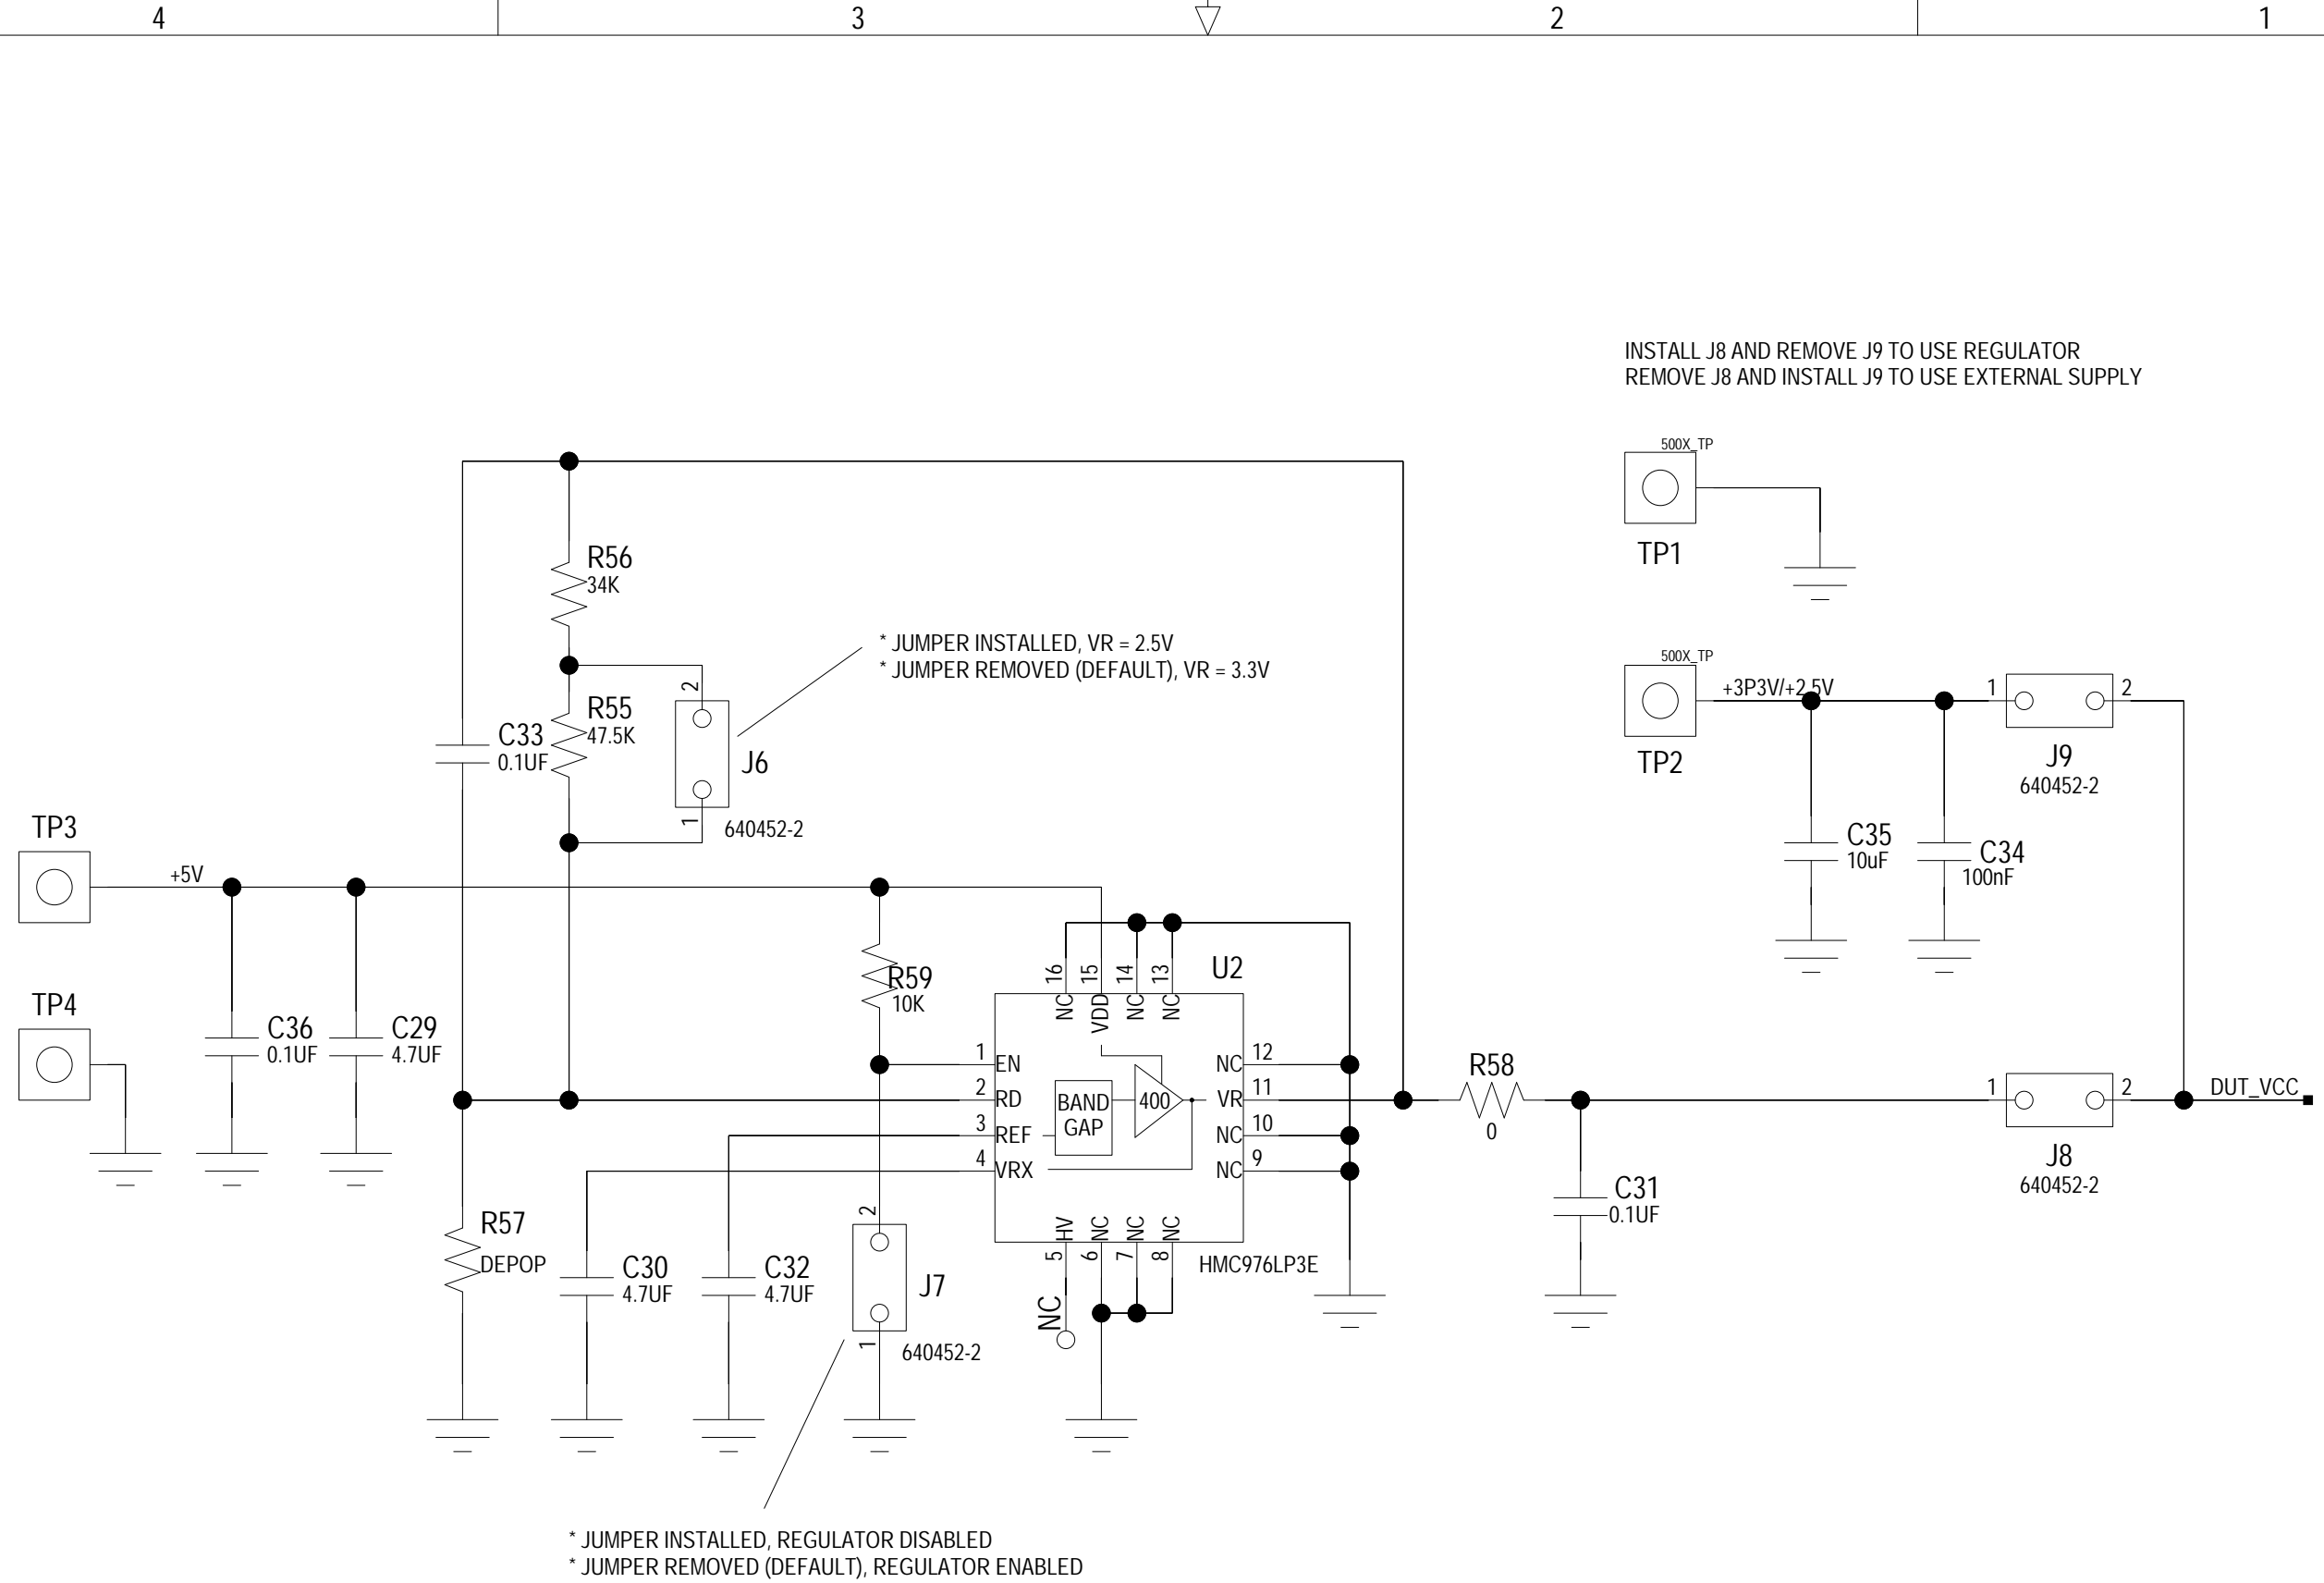 4
3
2
1
INSTALL J8 AND REMOVE J9 TO USE REGULATOR
REMOVE J8 AND INSTALL J9 TO USE EXTERNAL SUPPLY
500X_TP
TP1
R56
34K
* JUMPER INSTALLED, VR = 2.5V
* JUMPER REMOVED (DEFAULT), VR = 3.3V
500X_TP
+3P3V/+2.5V
TP2
1
2
J9
640452-2
R55
47.5K
C33
0.1UF
2
J6
1
640452-2
C35
10uF
C34
100nF
TP3
+5V
TP4
C36
0.1UF
C29
4.7UF
R59
10K
U2
16
15
14
13
NC
VDD
NC
NC
1
EN
2
RD
3
REF
4
VRX
BAND
GAP
400
NC
12
VR
11
NC
10
NC
9
HV
NC
NC
NC
5
6
7
8
HMC976LP3E
NC
R58
0
C31
0.1UF
1
2
DUT_VCC
J8
640452-2
R57
DEPOP
C30
4.7UF
C32
4.7UF
2
J7
1
640452-2
* JUMPER INSTALLED, REGULATOR DISABLED
* JUMPER REMOVED (DEFAULT), REGULATOR ENABLED